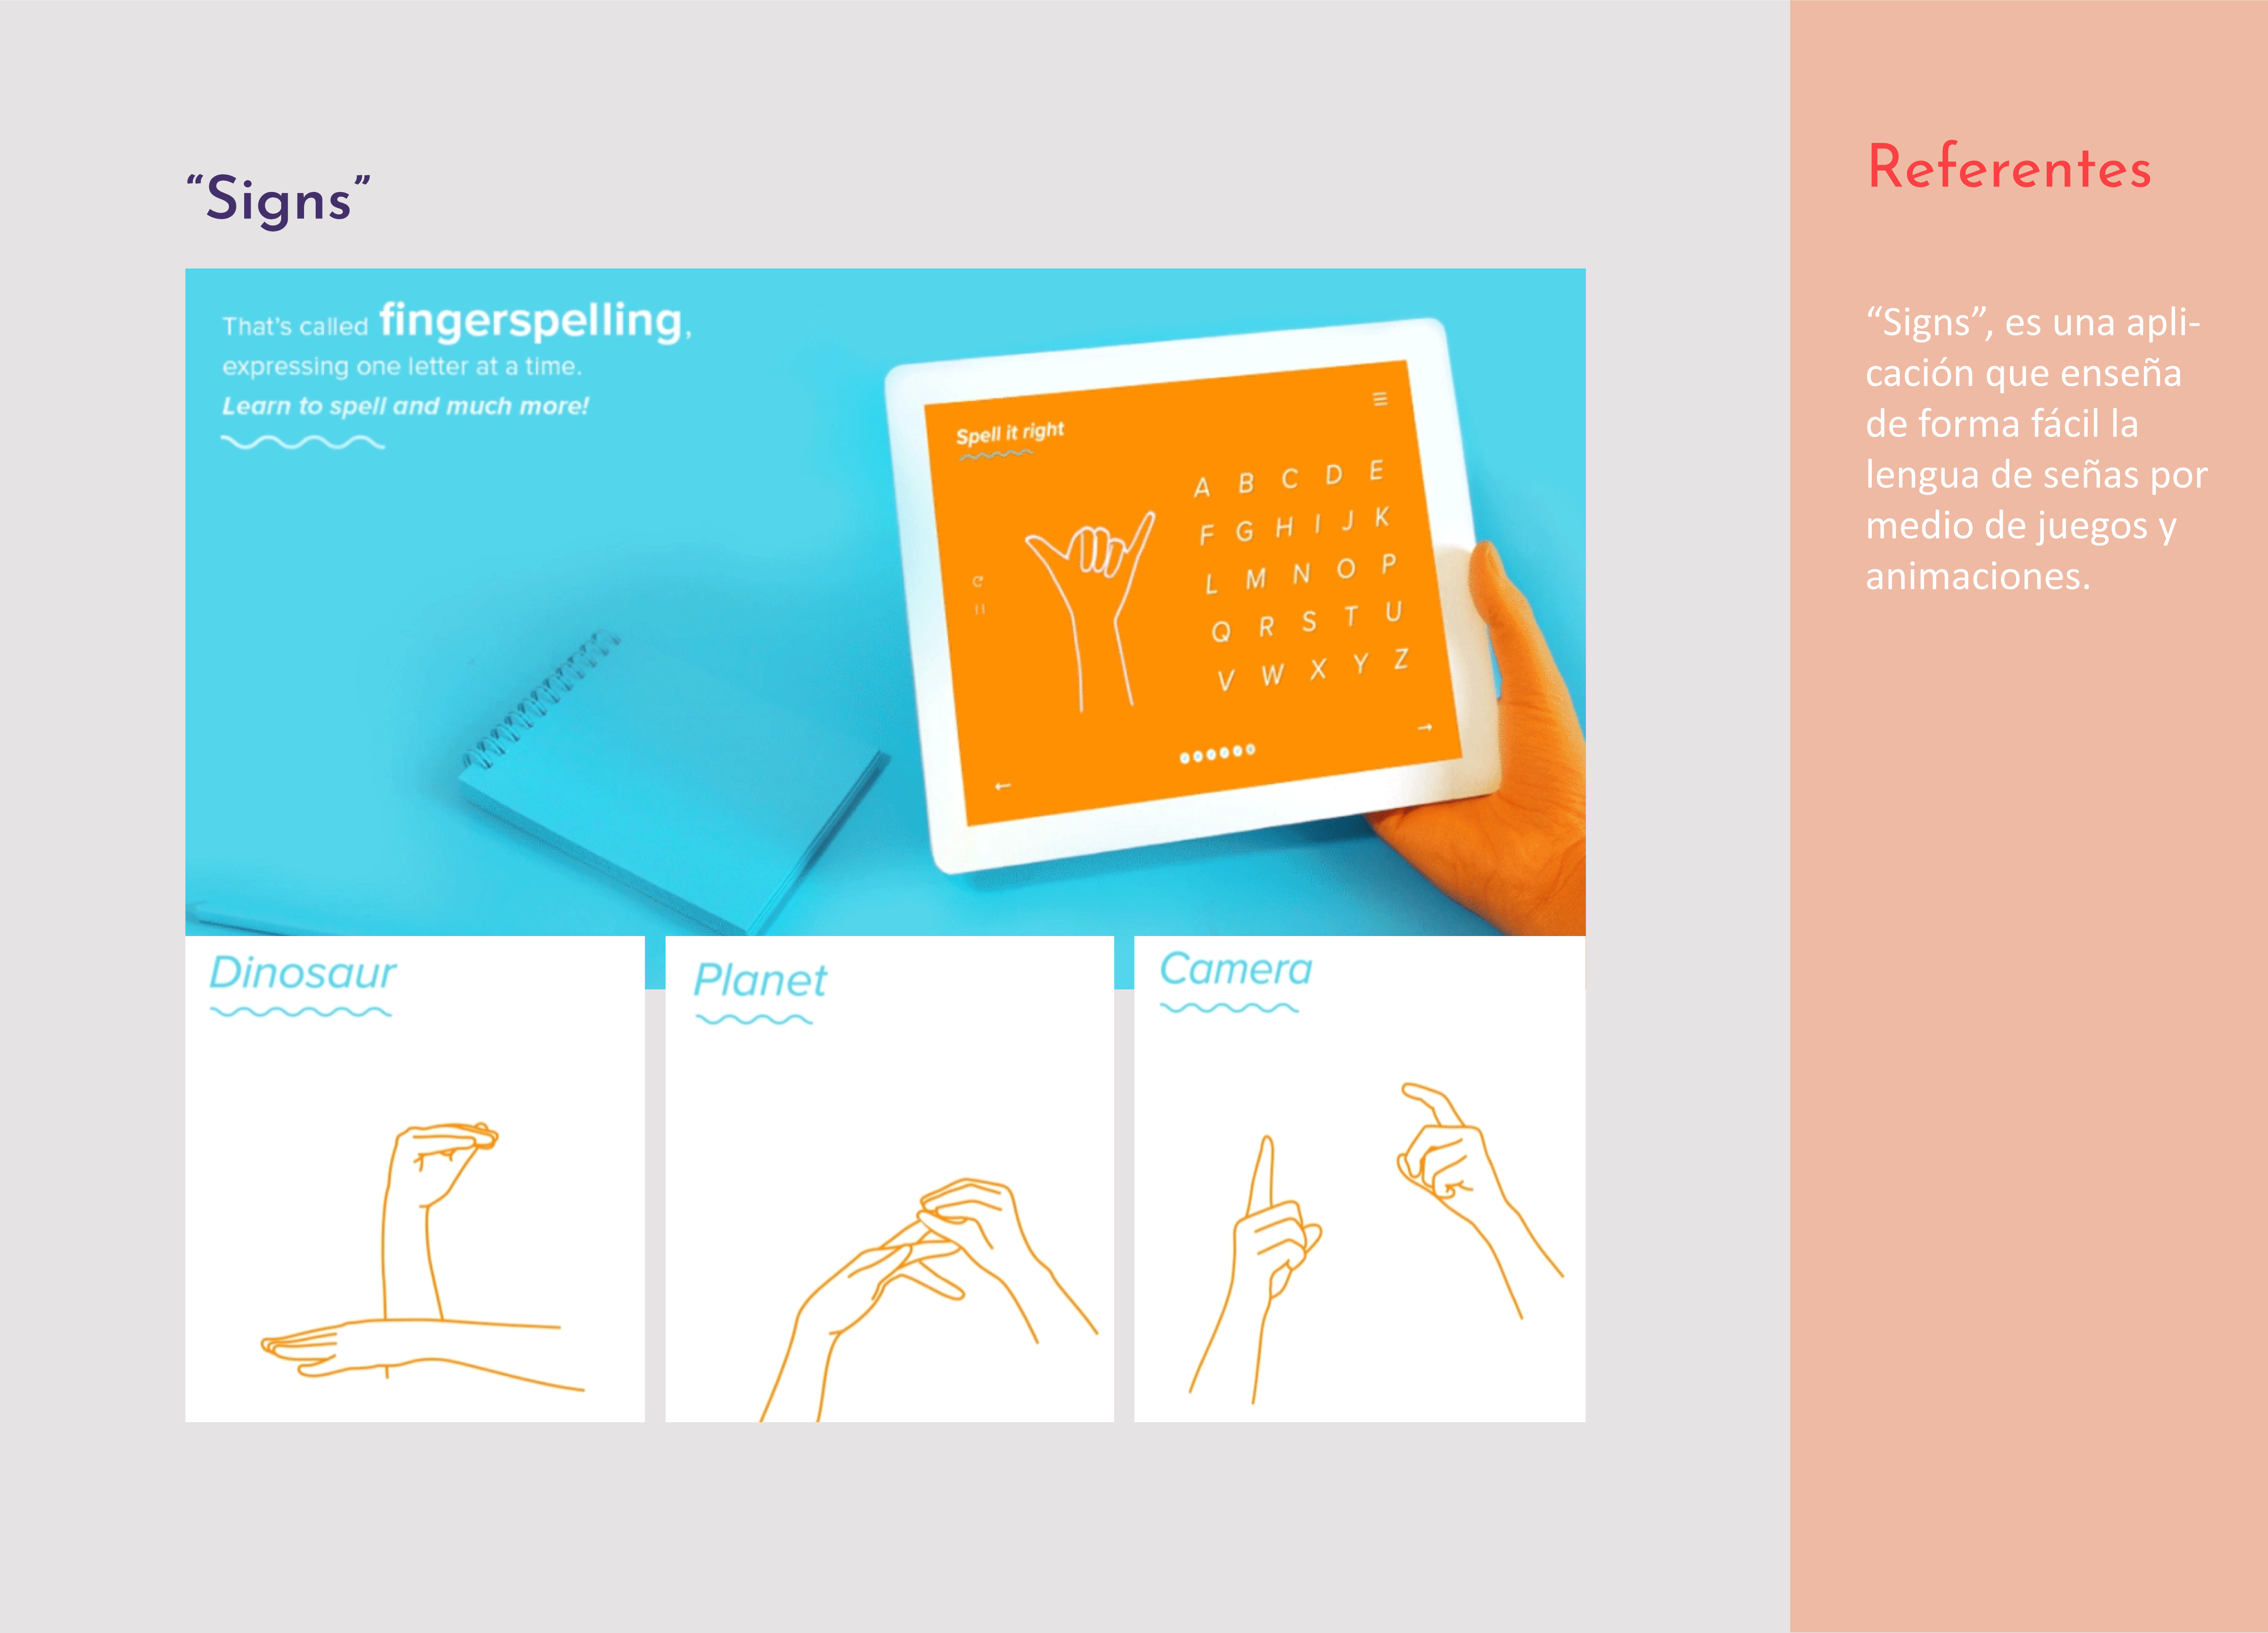 “Signs”
That’s called fingerspelling,
expressing one letter at a time.
Learn to spell and much more!
Spell it right
A B C D E
F G H I J K
L M N O P
Q R S T U
V W X Y Z
Dinosaur
Planet
Camera
Referentes
“Signs”, es una apli-
cación que enseña
de forma fácil la
lengua de señas por
medio de juegos y
animaciones.